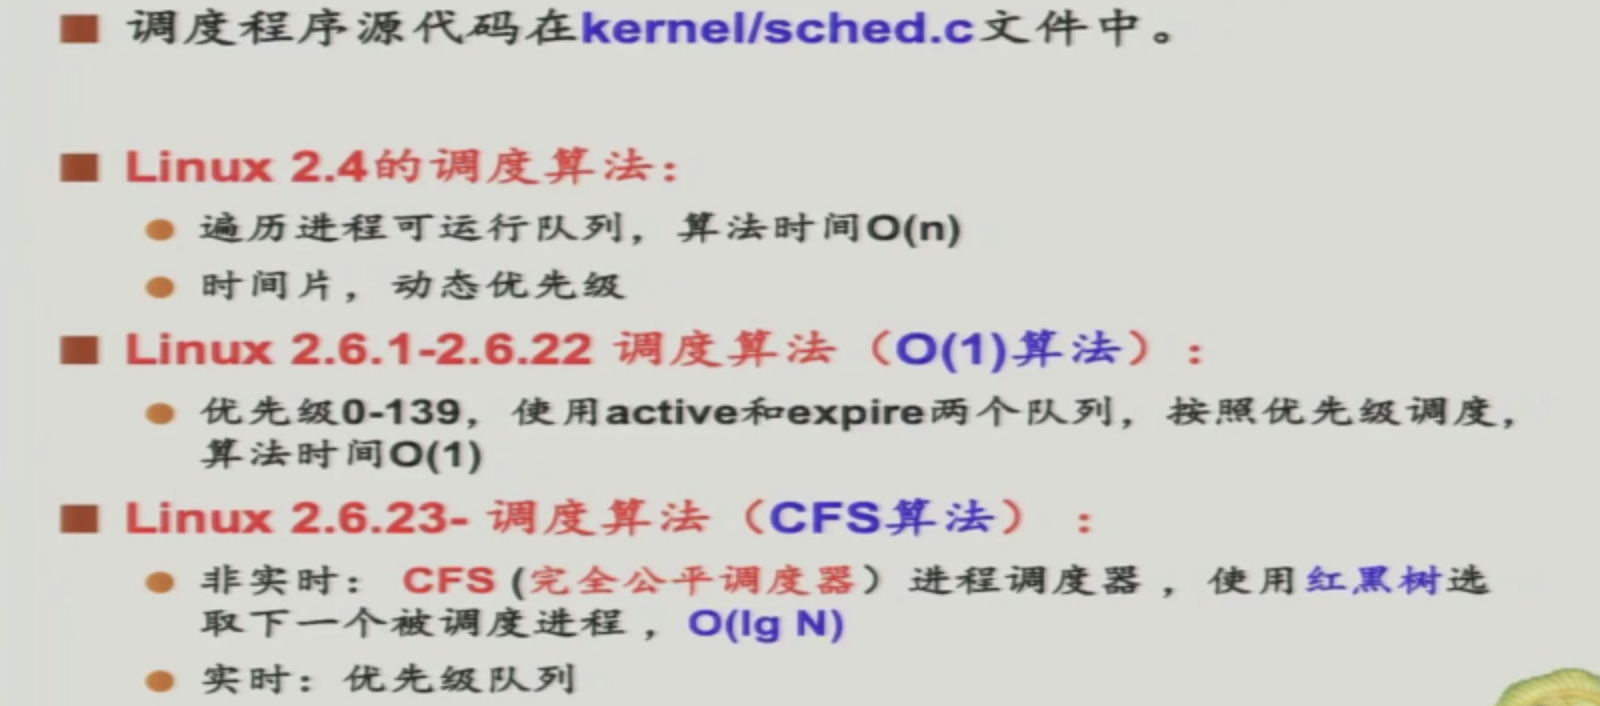 调度程序源代码在kernel/sched.c文件中。
Linux 2.4的调度算法：
遍历进程可运行队列，算法时间O(n)
时间片，动态优先级
Linux 2.6.1-2.6.22 调度算法（O(1)算法）：
优先级0-139，使用active和expire两个队列，按照优先级调度，
算法时间O(1)
Linux 2.6.23- 调度算法（CFS算法）：
非实时： CFS (完全公平调度器）进程调度器，使用红黑树选
取下一个被调度进程，O(lg N)
实时：优先级队列